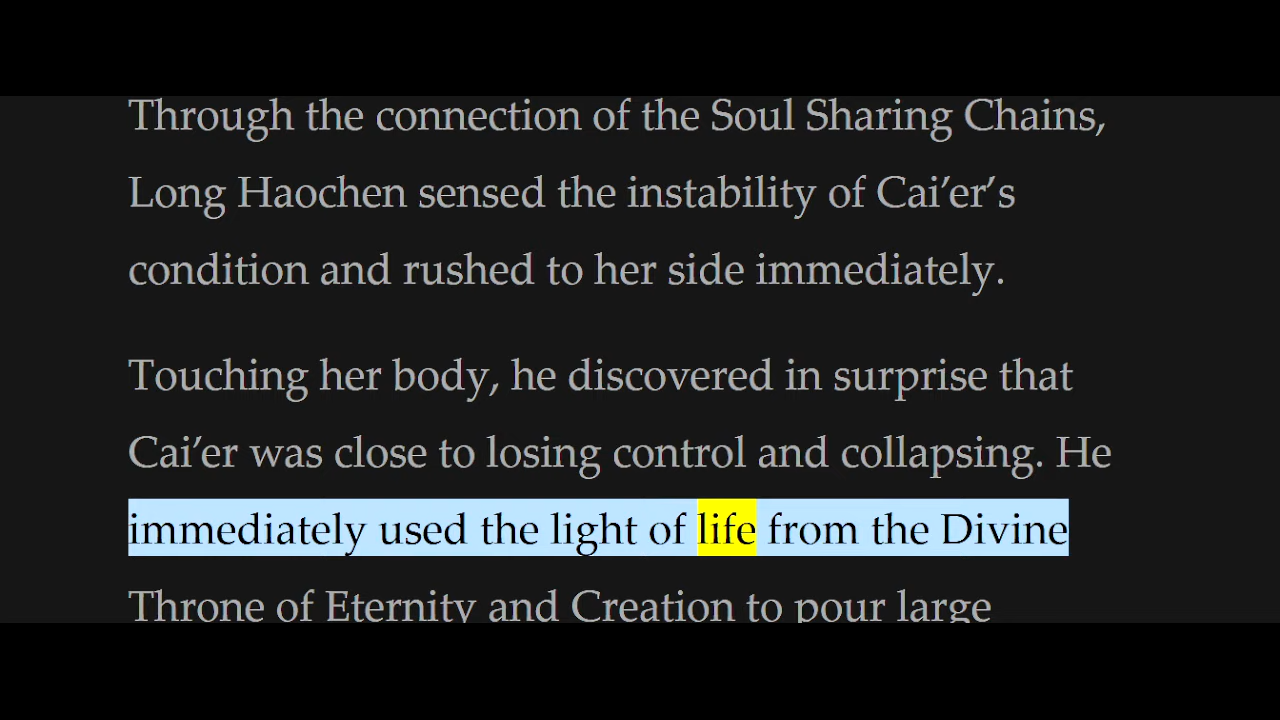 Through the connection of the Soul Sharing Chains,
Long Haochen sensed the instability of Cai’er’s
condition and rushed to her side immediately.
Touching her body, he discovered in surprise that
Cai’er was close to losing control and collapsing. He
immediately used the light of life from the Divine
Throne of Eternity and Creation to pour large